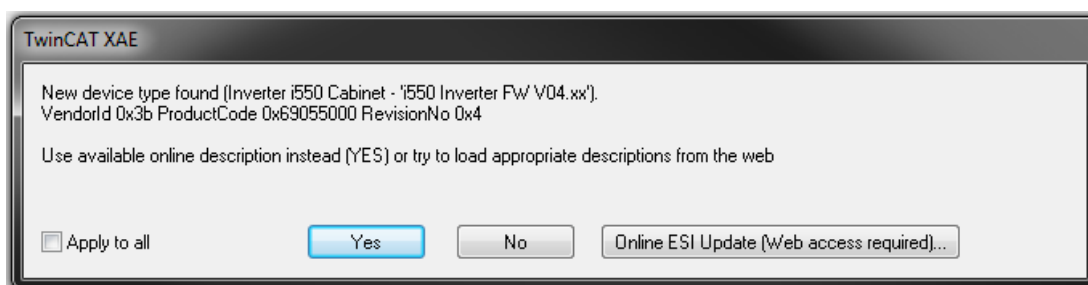 TwinCAT XAE
New device type found (Inverter i550 Cabinet - 'i550 Inverter FW V04.xx').
VendorId 0x3b ProductCode 0x69055000 RevisionNo 0x4
Use available online description instead (YES) or try to load appropriate descriptions from the web
Apply to all
Yes
No
Online ESI Update (Web access required)...